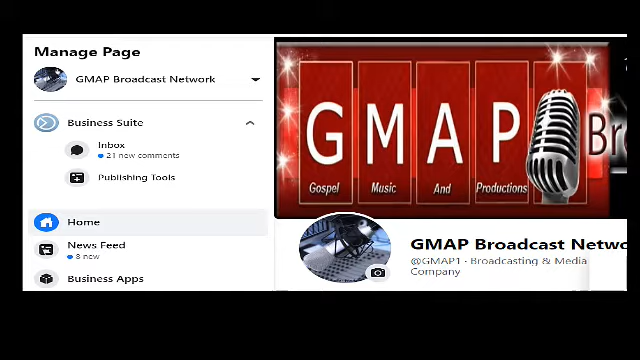 Manage Page
GMAP Broadcast Network
Business Suite
Inbox
21 new comments
Publishing Tools
Home
News Feed
8 new
Business Apps
G M A P
Gospel Music And Productions
GMAP Broadcast Netwo
@GMAP1 · Broadcasting & Media
Company